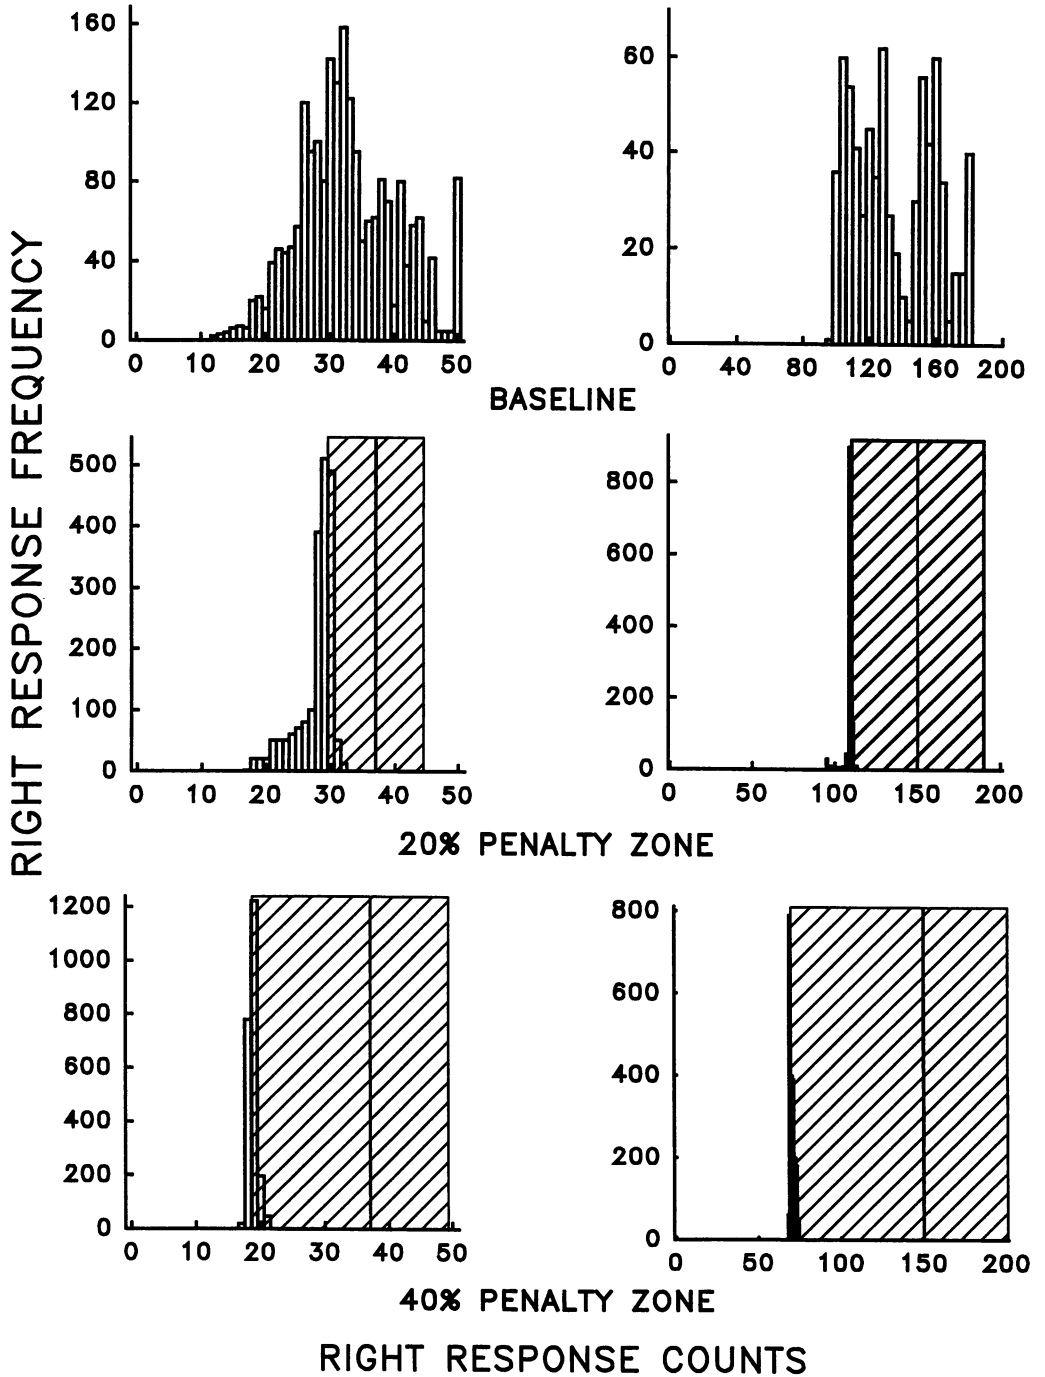 RIGHT RESPONSE FREQUENCY
160
120
80
40
0
0 10 20 30 40 50
60
40
20
0
0 40 80 120 160 200
BASELINE
500
400
300
200
100
0
0 10 20 30 40 50
800
600
400
200
0
0 50 100 150 200
20% PENALTY ZONE
1200
1000
800
600
400
200
0
0 10 20 30 40 50
800
600
400
200
0
0 50 100 150 200
40% PENALTY ZONE
RIGHT RESPONSE COUNTS